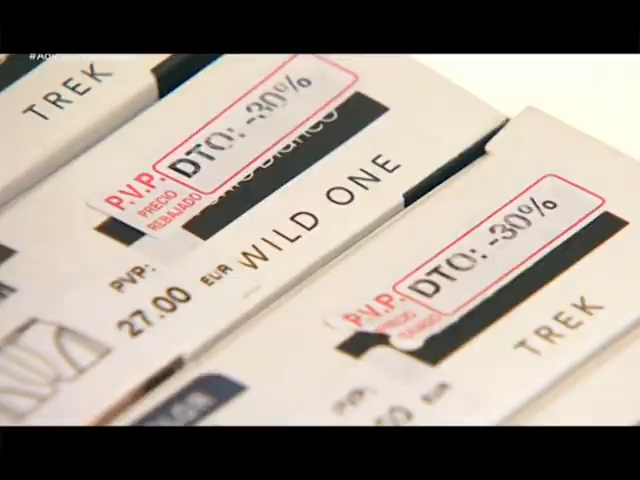 TREK
P.V.P.
PRECIO
REBAJADO
DTO: -30%
WILD ONE
PVP:
27.00 EUR
P.V.P.
DTO: -30%
TREK